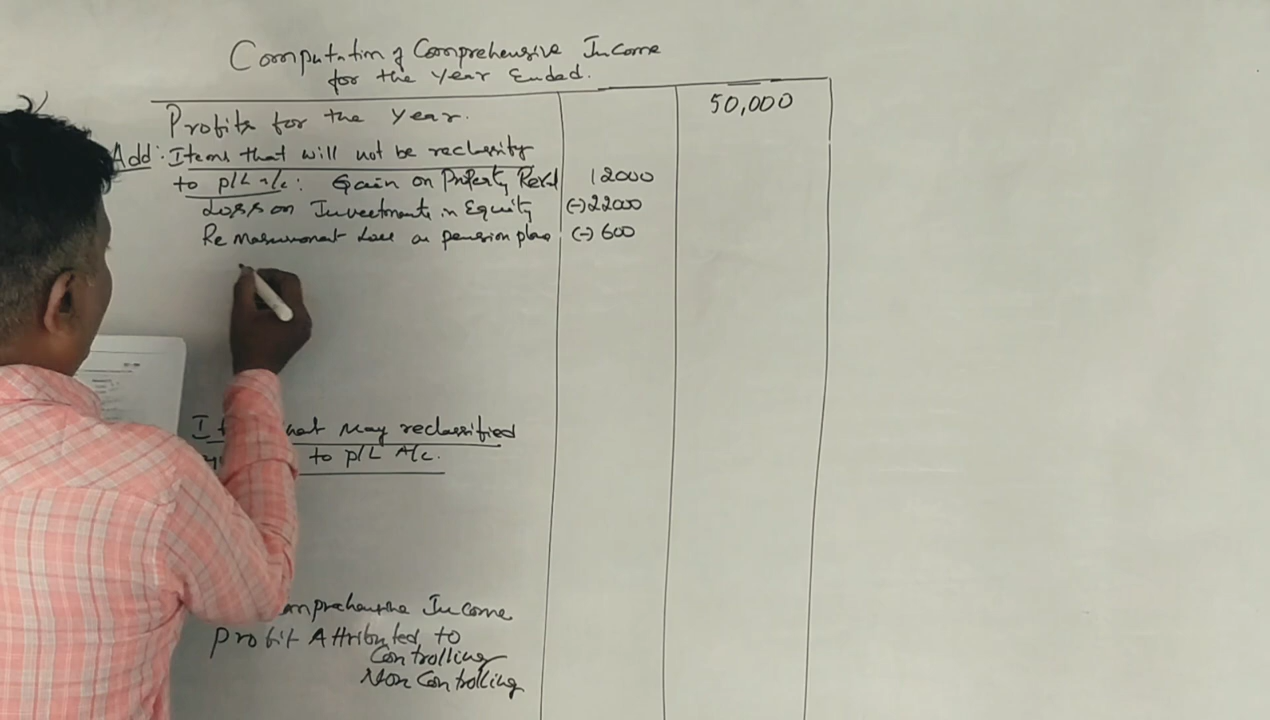 Computation of Comprehensive Income
for the Year Ended.
Profits for the Year. 50,000
Add: Items that will not be reclassify
to P/L a/c: Gain on Property Reval 12000
Loss on Investments in Equity (-) 22000
Re Measurement Loss on pension plan (-) 600
that May reclassified
to P/L A/c.
Income
Profit Attributed to
Controlling
Non Controlling